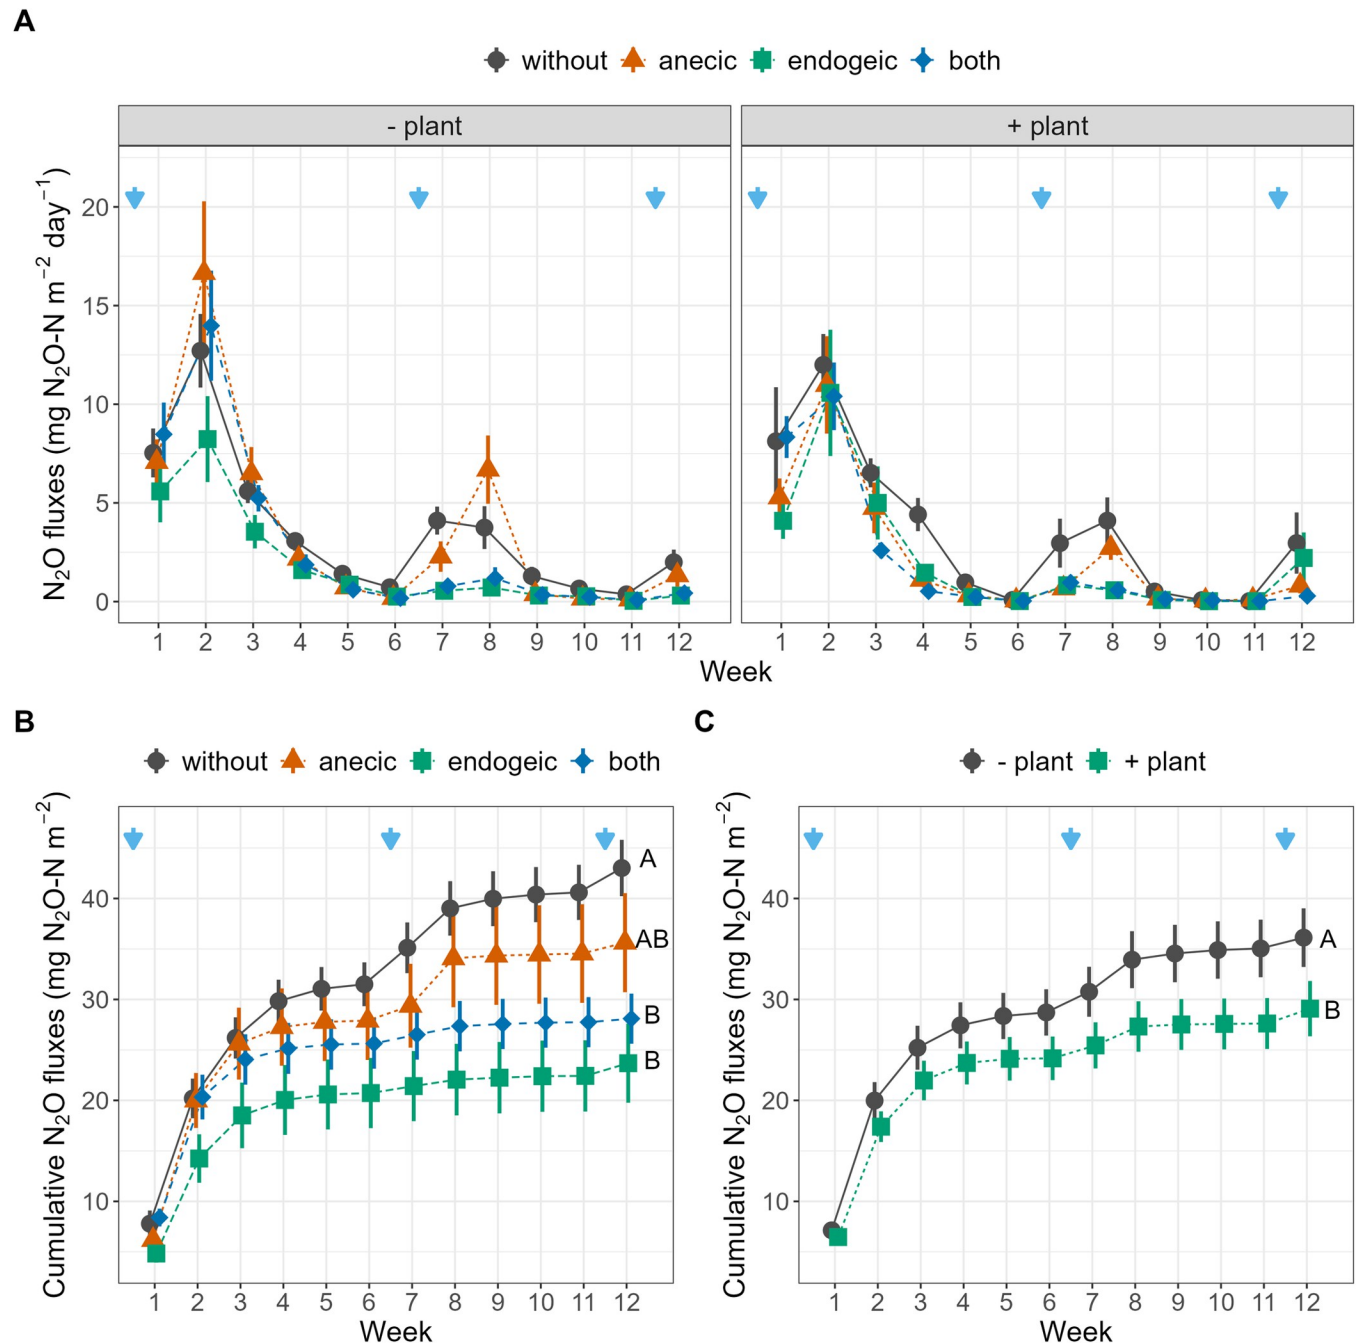 A
without anecic endogeic both
- plant
+ plant
N₂O fluxes (mg N₂O-N m⁻² day⁻¹)
20
15
10
5
0
1 2 3 4 5 6 7 8 9 10 11 12
1 2 3 4 5 6 7 8 9 10 11 12
Week
B
without anecic endogeic both
Cumulative N₂O fluxes (mg N₂O-N m⁻²)
40
30
20
10
A
AB
B
B
1 2 3 4 5 6 7 8 9 10 11 12
Week
C
- plant + plant
Cumulative N₂O fluxes (mg N₂O-N m⁻²)
40
30
20
10
A
B
1 2 3 4 5 6 7 8 9 10 11 12
Week